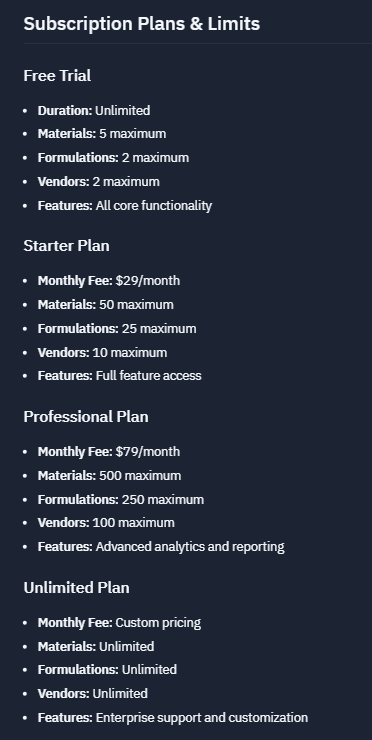 Subscription Plans & Limits
Free Trial
• Duration: Unlimited
• Materials: 5 maximum
• Formulations: 2 maximum
• Vendors: 2 maximum
• Features: All core functionality
Starter Plan
• Monthly Fee: $29/month
• Materials: 50 maximum
• Formulations: 25 maximum
• Vendors: 10 maximum
• Features: Full feature access
Professional Plan
• Monthly Fee: $79/month
• Materials: 500 maximum
• Formulations: 250 maximum
• Vendors: 100 maximum
• Features: Advanced analytics and reporting
Unlimited Plan
• Monthly Fee: Custom pricing
• Materials: Unlimited
• Formulations: Unlimited
• Vendors: Unlimited
• Features: Enterprise support and customization